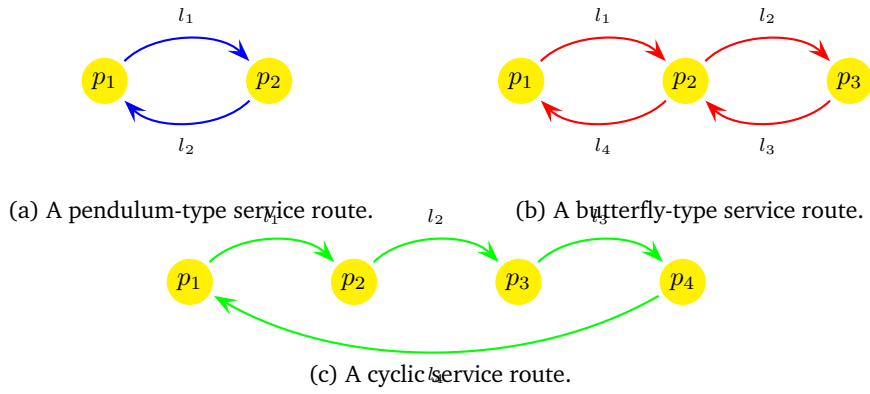 l1 l1 l2
p1 p2 p1 p2 p3
l2 l4 l3
(a) A pendulum-type service route. (b) A butterfly-type service route.
l1 l2 l3
p1 p2 p3 p4
(c) A cyclic service route.
l4